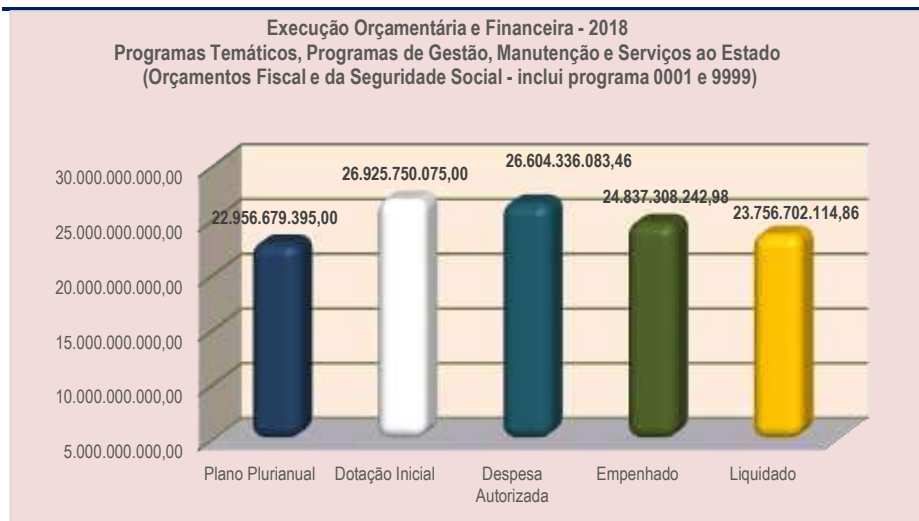 Execução Orçamentária e Financeira - 2018
Programas Temáticos, Programas de Gestão, Manutenção e Serviços ao Estado
(Orçamentos Fiscal e da Seguridade Social - inclui programa 0001 e 9999)
30.000.000.000,00
25.000.000.000,00
20.000.000.000,00
15.000.000.000,00
10.000.000.000,00
5.000.000.000,00
22.956.679.395,00
26.925.750.075,00
26.604.336.083,46
24.837.308.242,98
23.756.702.114,86
Plano Plurianual
Dotação Inicial
Despesa
Autorizada
Empenhado
Liquidado